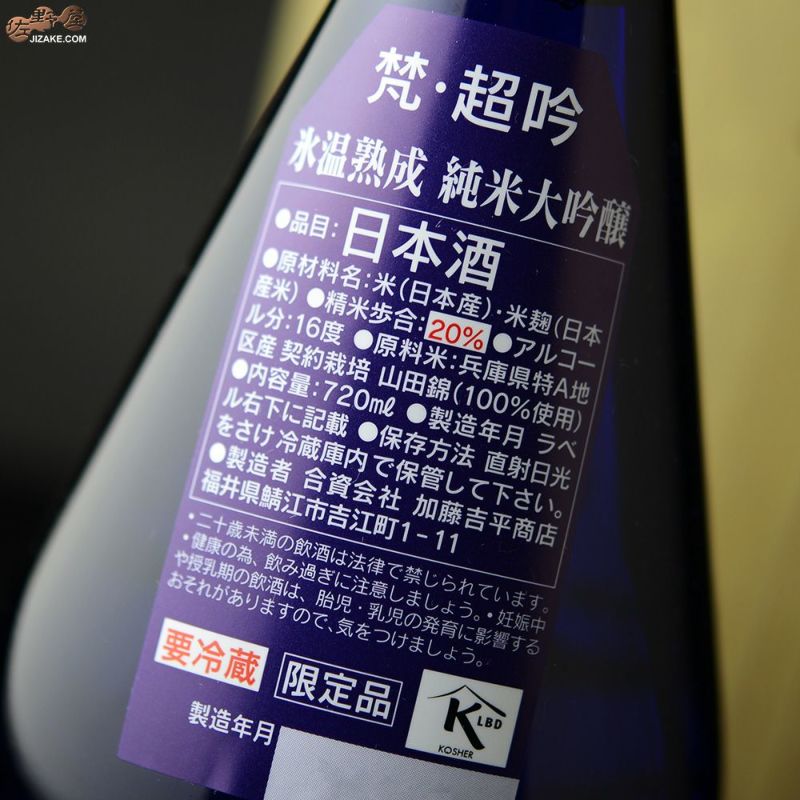 佐野屋
JIZAKE.COM
梵・超吟
氷温熟成 純米大吟醸
●品目:日本酒
●原材料名:米(日本産)・米麹(日本
産米) ●精米歩合:20% ●アルコー
ル分:16度 ●原料米:兵庫県特A地
区産 契約栽培 山田錦(100%使用)
●内容量:720㎖ ●製造年月 ラベ
ル右下に記載 ●保存方法 直射日光
をさけ冷蔵庫内で保管して下さい。
●製造者 合資会社 加藤吉平商店
福井県鯖江市吉江町1-11
・二十歳未満の飲酒は法律で禁じられています。
・健康の為、飲み過ぎに注意しましょう。・妊娠中
や授乳期の飲酒は、胎児・乳児の発育に影響する
おそれがありますので、気をつけましょう。
要冷蔵 限定品
K LBD
KOSHER
製造年月